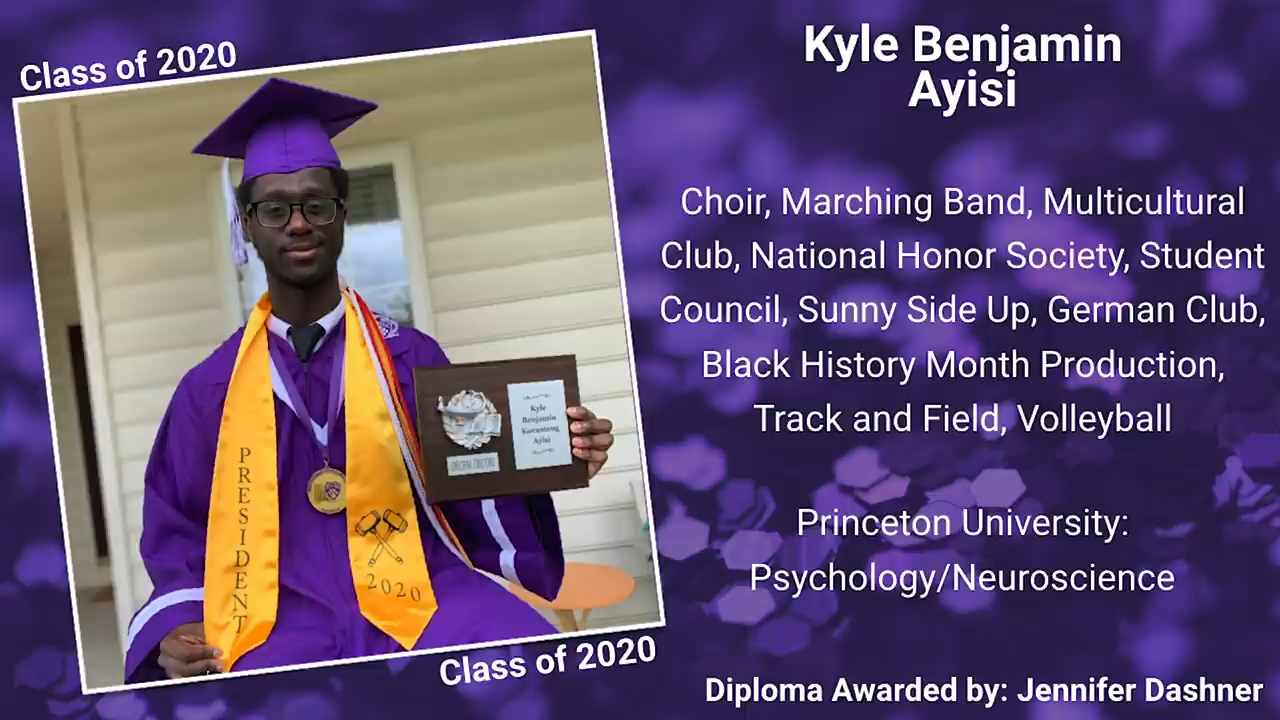 Class of 2020
Kyle Benjamin
Ayisi
Choir, Marching Band, Multicultural
Club, National Honor Society, Student
Council, Sunny Side Up, German Club,
Black History Month Production,
Track and Field, Volleyball
Princeton University:
Psychology/Neuroscience
Diploma Awarded by: Jennifer Dashner
Class of 2020
PRESIDENT
2020
Kyle
Benjamin
Koranteng
Ayisi